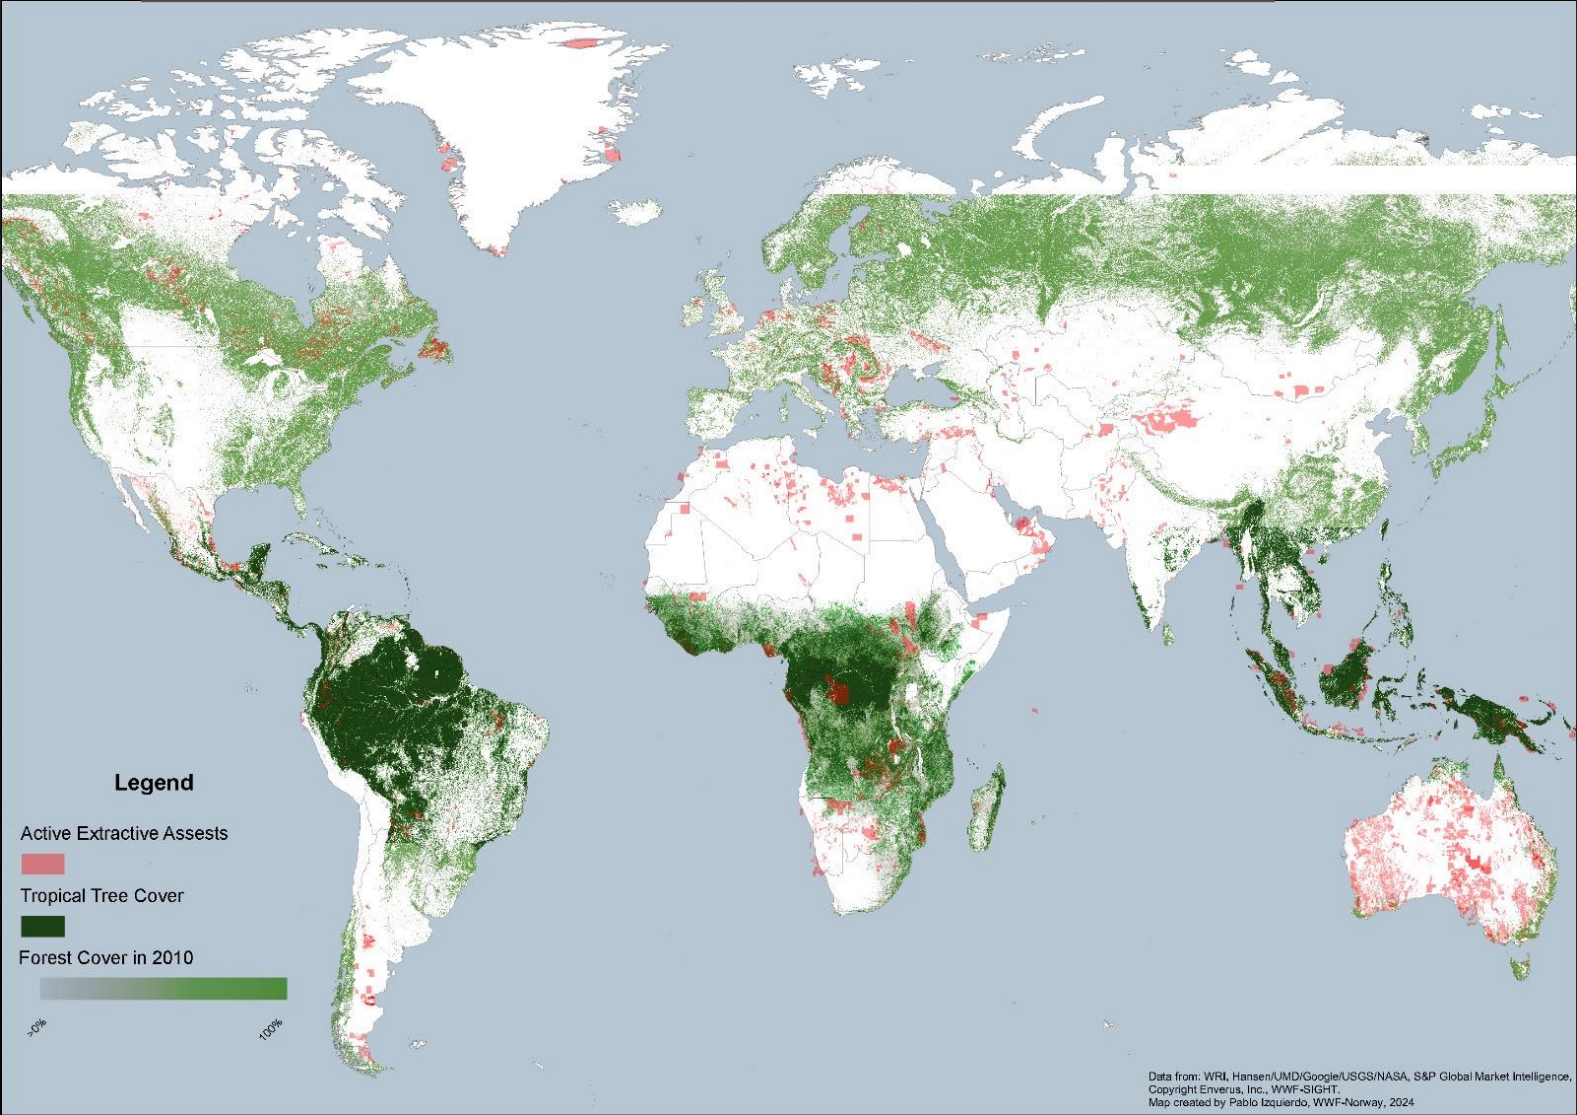 Legend
Active Extractive Assests
Tropical Tree Cover
Forest Cover in 2010
>0%
100%
Data from: WRI, Hansen/UMD/Google/USGS/NASA, S&P Global Market Intelligence,
Copyright Enverus, Inc., WWF-SIGHT.
Map created by Pablo Izquierdo, WWF-Norway, 2024